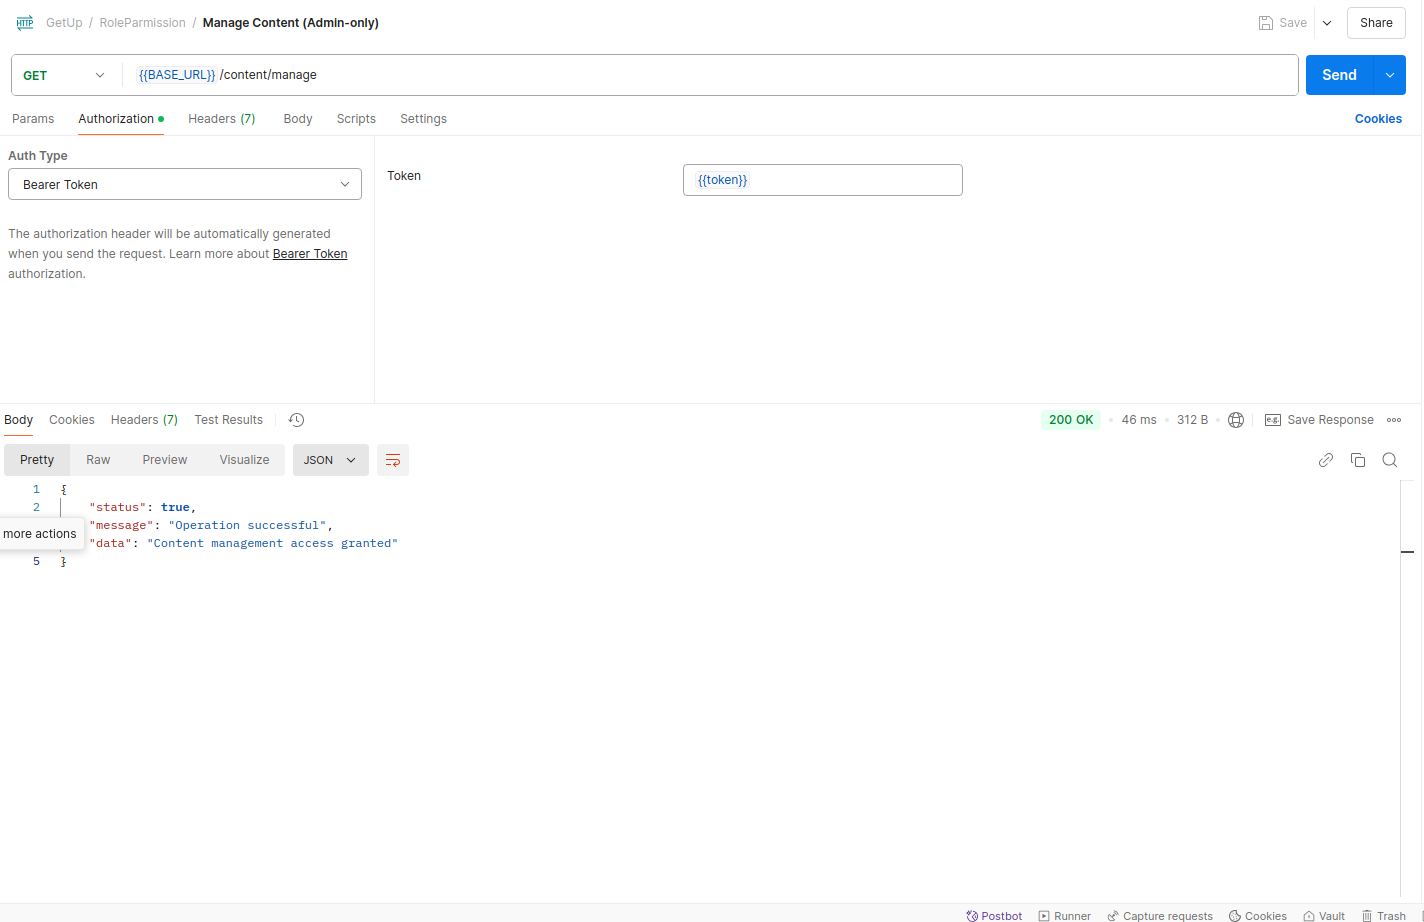 HTTP GetUp / RoleParmission / Manage Content (Admin-only) Save Share
GET {{BASE_URL}} /content/manage Send
Params Authorization Headers (7) Body Scripts Settings Cookies
Auth Type
Bearer Token
Token {{token}}
The authorization header will be automatically generated
when you send the request. Learn more about Bearer Token
authorization.
Body Cookies Headers (7) Test Results 200 OK 46 ms 312 B e.g. Save Response
Pretty Raw Preview Visualize JSON
1 {
2 "status": true,
"message": "Operation successful",
more actions
"data": "Content management access granted"
5 }
Postbot Runner Capture requests Cookies Vault Trash